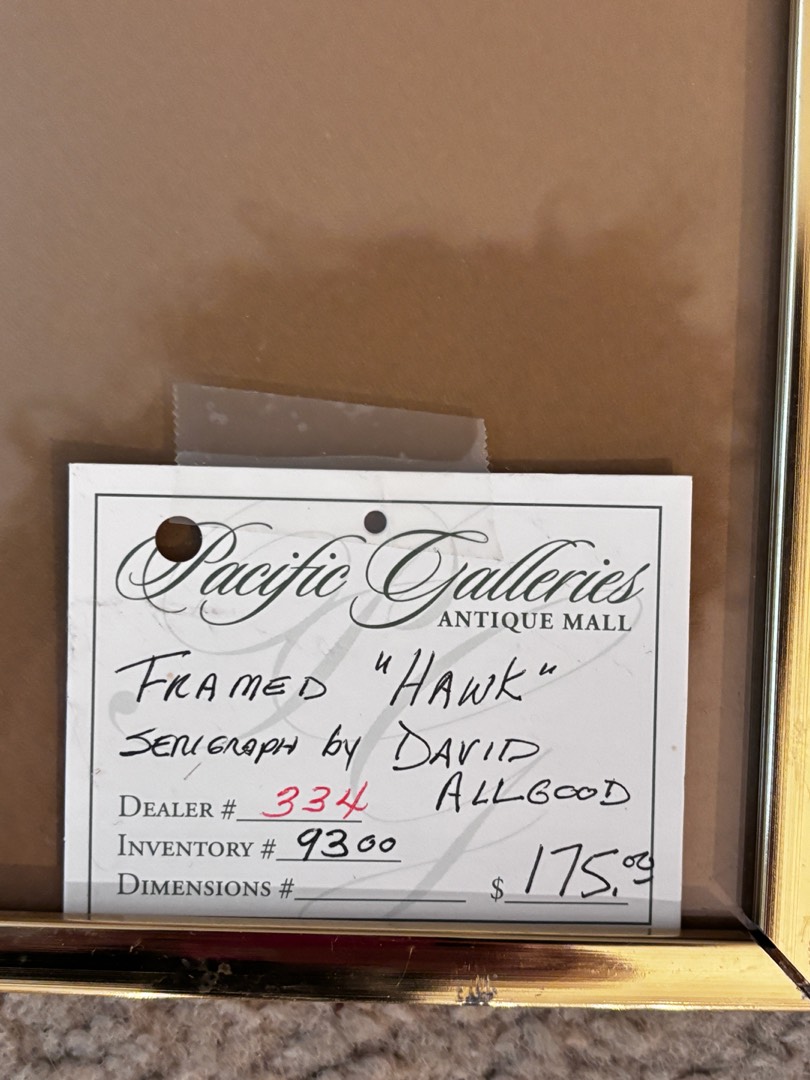 Pacific Galleries
ANTIQUE MALL
FRAMED "HAWK"
SERIGRAPH by DAVID
ALLGOOD
DEALER # 334
INVENTORY # 9300
DIMENSIONS #
$ 175.00